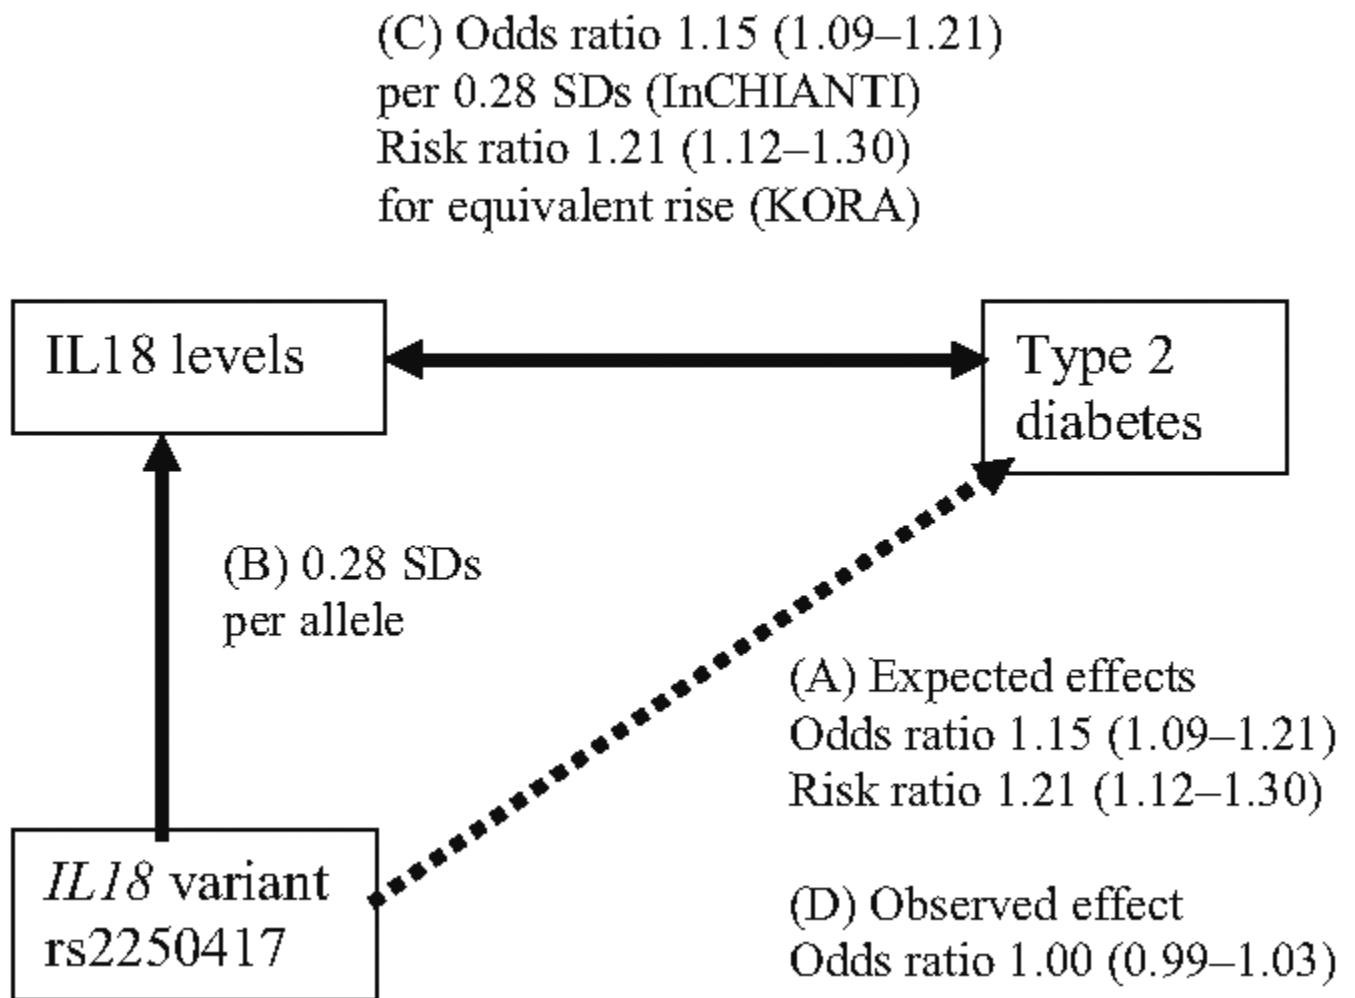 (C) Odds ratio 1.15 (1.09–1.21)
per 0.28 SDs (InCHIANTI)
Risk ratio 1.21 (1.12–1.30)
for equivalent rise (KORA)
IL18 levels
Type 2
diabetes
(B) 0.28 SDs
per allele
(A) Expected effects
Odds ratio 1.15 (1.09–1.21)
Risk ratio 1.21 (1.12–1.30)
IL18 variant
rs2250417
(D) Observed effect
Odds ratio 1.00 (0.99–1.03)